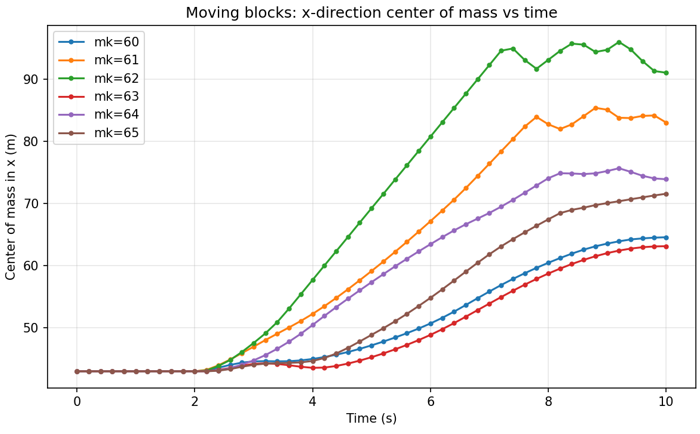 Moving blocks: x-direction center of mass vs time
mk=60
mk=61
mk=62
mk=63
mk=64
mk=65
90
80
70
60
50
Center of mass in x (m)
0 2 4 6 8 10
Time (s)